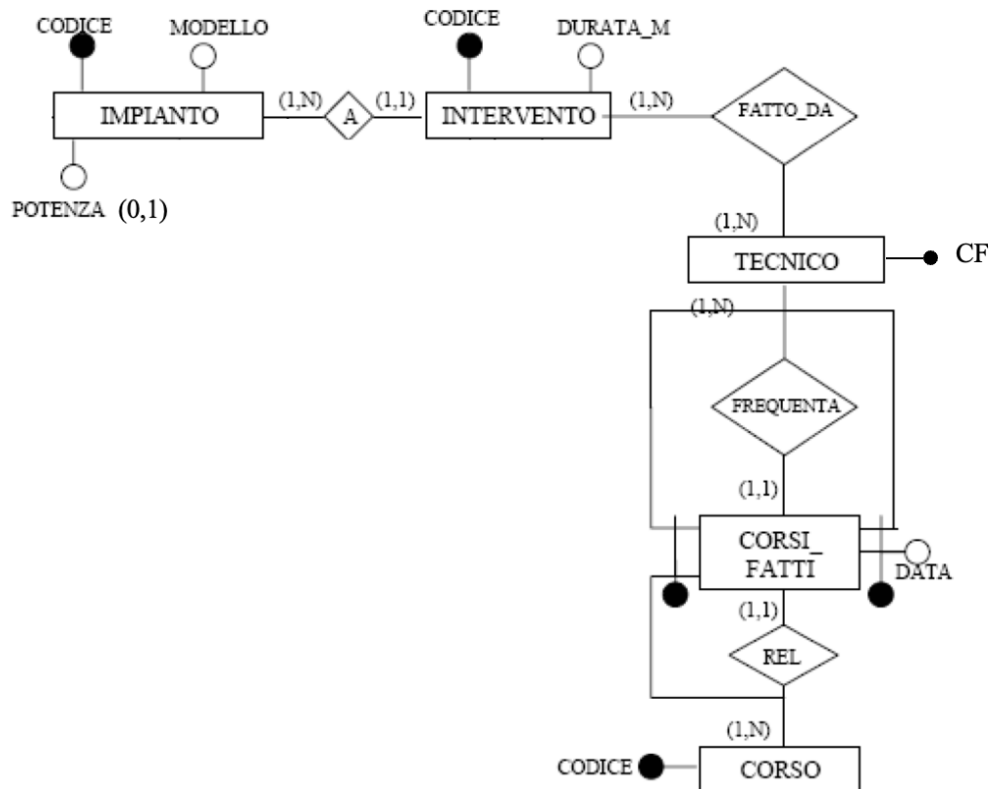 CODICE
MODELLO
CODICE
DURATA_M
IMPIANTO
(1,N)
A
(1,1)
INTERVENTO
(1,N)
FATTO_DA
POTENZA (0,1)
(1,N)
TECNICO
CF
(1,N)
FREQUENTA
(1,1)
CORSI_
FATTI
DATA
(1,1)
REL
(1,N)
CODICE
CORSO